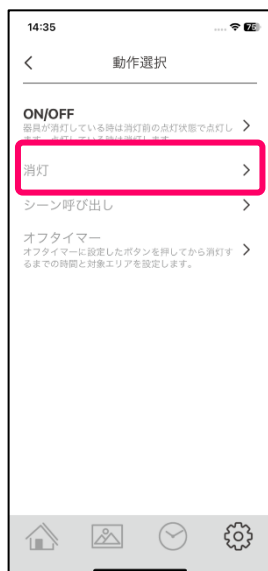 14:35
76
動作選択
ON/OFF
器具が消灯している時は消灯前の点灯状態で点灯し
ます。点灯している時は消灯します。
消灯
シーン呼び出し
オフタイマー
オフタイマーに設定したボタンを押してから消灯す
るまでの時間と対象エリアを設定します。